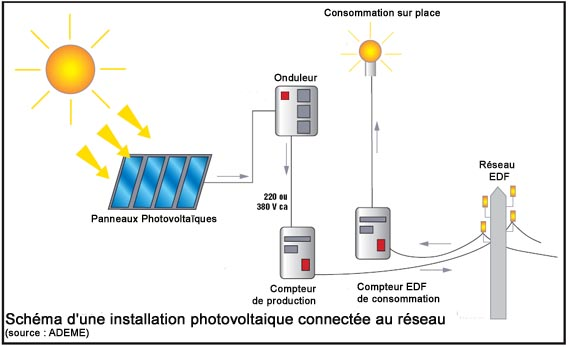 Consommation sur place
Onduleur
Réseau
EDF
Panneaux Photovoltaïques
220 ou
380 V ca
Compteur
de production
Compteur EDF
de consommation
Schéma d'une installation photovoltaique connectée au réseau
(source : ADEME)